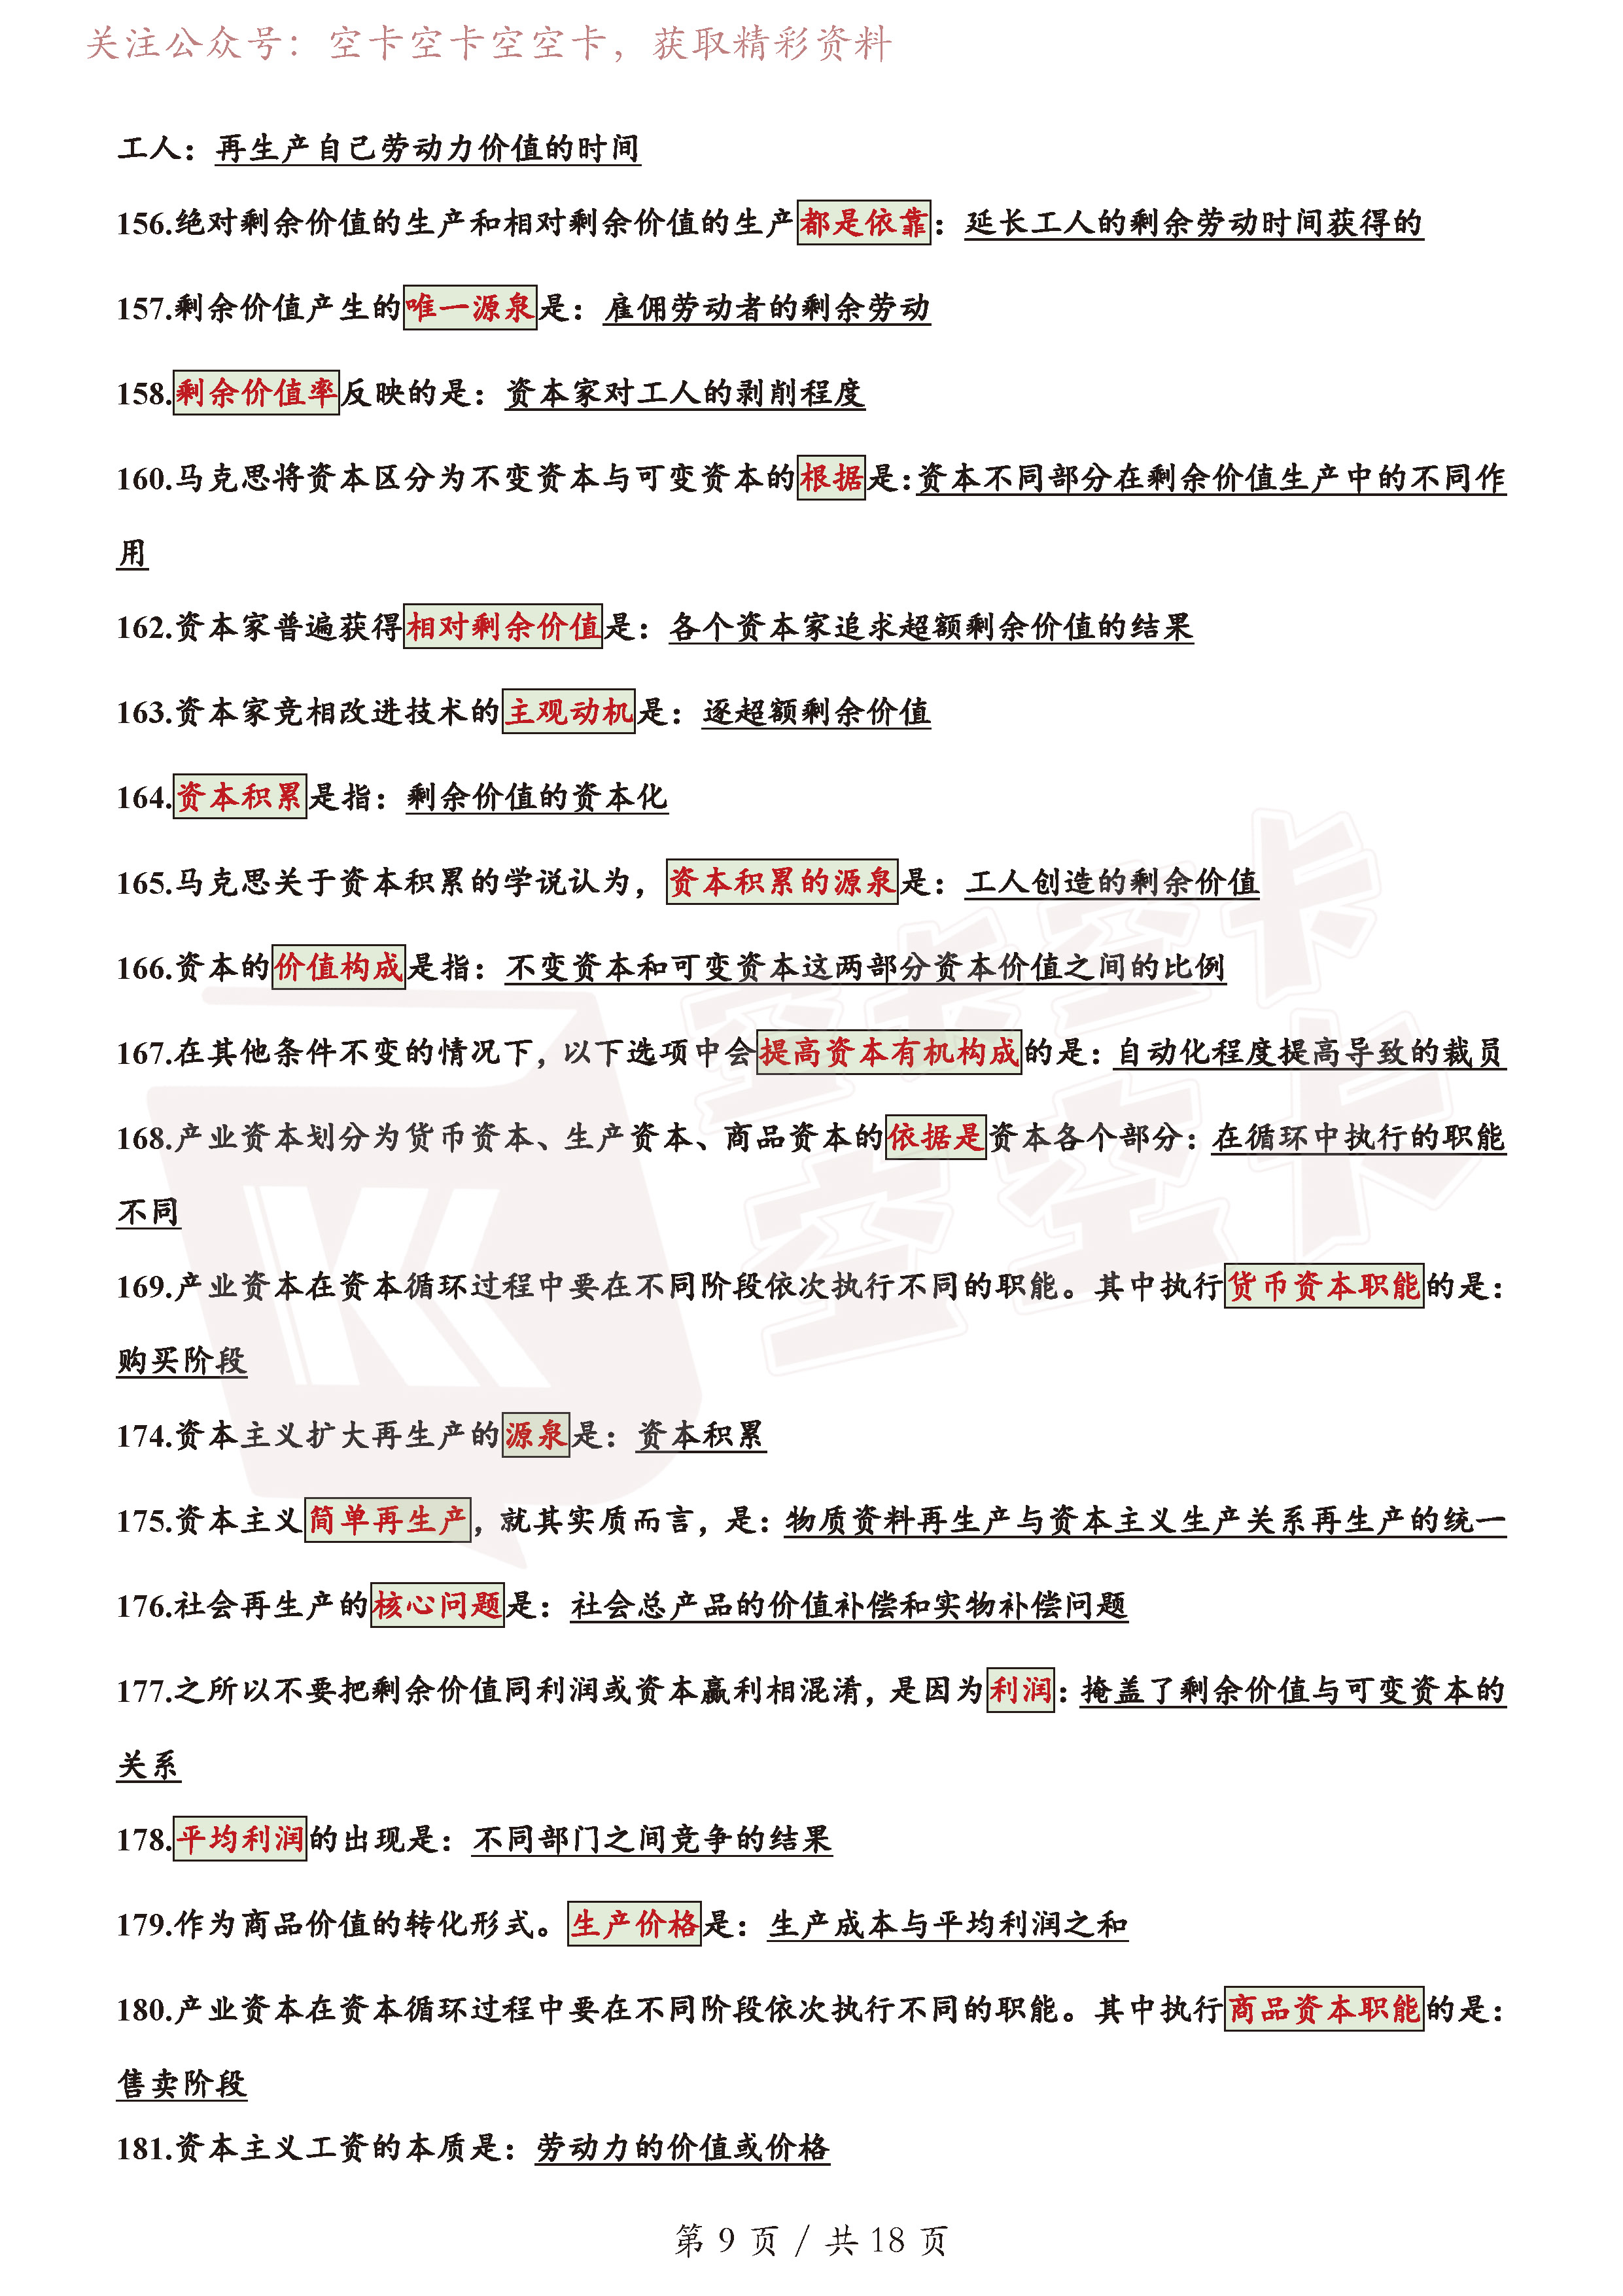 关注公众号：空卡空卡空空卡，获取精彩资料
工人：再生产自己劳动力价值的时间
156.绝对剩余价值的生产和相对剩余价值的生产都是依靠：延长工人的剩余劳动时间获得的
157.剩余价值产生的唯一源泉是：雇佣劳动者的剩余劳动
158.剩余价值率反映的是：资本家对工人的剥削程度
160.马克思将资本区分为不变资本与可变资本的根据是：资本不同部分在剩余价值生产中的不同作
用
162.资本家普遍获得相对剩余价值是：各个资本家追求超额剩余价值的结果
163.资本家竞相改进技术的主观动机是：逐超额剩余价值
164.资本积累是指：剩余价值的资本化
165.马克思关于资本积累的学说认为，资本积累的源泉是：工人创造的剩余价值
166.资本的价值构成是指：不变资本和可变资本这两部分资本价值之间的比例
167.在其他条件不变的情况下，以下选项中会提高资本有机构成的是：自动化程度提高导致的裁员
168.产业资本划分为货币资本、生产资本、商品资本的依据是资本各个部分：在循环中执行的职能
不同
169.产业资本在资本循环过程中要在不同阶段依次执行不同的职能。其中执行货币资本职能的是：
购买阶段
174.资本主义扩大再生产的源泉是：资本积累
175.资本主义简单再生产，就其实质而言，是：物质资料再生产与资本主义生产关系再生产的统一
176.社会再生产的核心问题是：社会总产品的价值补偿和实物补偿问题
177.之所以不要把剩余价值同利润或资本赢利相混淆，是因为利润：掩盖了剩余价值与可变资本的
关系
178.平均利润的出现是：不同部门之间竞争的结果
179.作为商品价值的转化形式。生产价格是：生产成本与平均利润之和
180.产业资本在资本循环过程中要在不同阶段依次执行不同的职能。其中执行商品资本职能的是：
售卖阶段
181.资本主义工资的本质是：劳动力的价值或价格
空卡空卡
空空卡
第 9 页 / 共 18 页